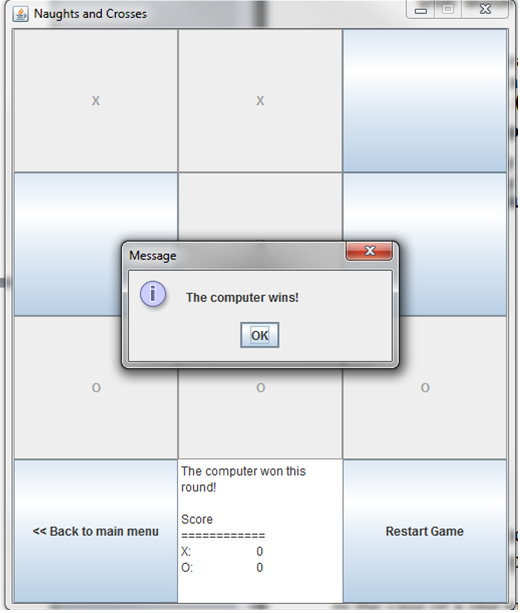 Naughts and Crosses
X X
Message
The computer wins!
OK
O O O
<< Back to main menu
The computer won this
round!
Score
============
X: 0
O: 0
Restart Game